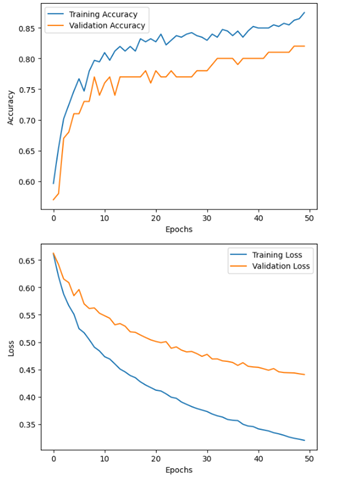 Training Accuracy
Validation Accuracy
0.85
0.80
0.75
0.70
0.65
0.60
Accuracy
0 10 20 30 40 50
Epochs
Training Loss
Validation Loss
0.65
0.60
0.55
0.50
0.45
0.40
0.35
Loss
0 10 20 30 40 50
Epochs